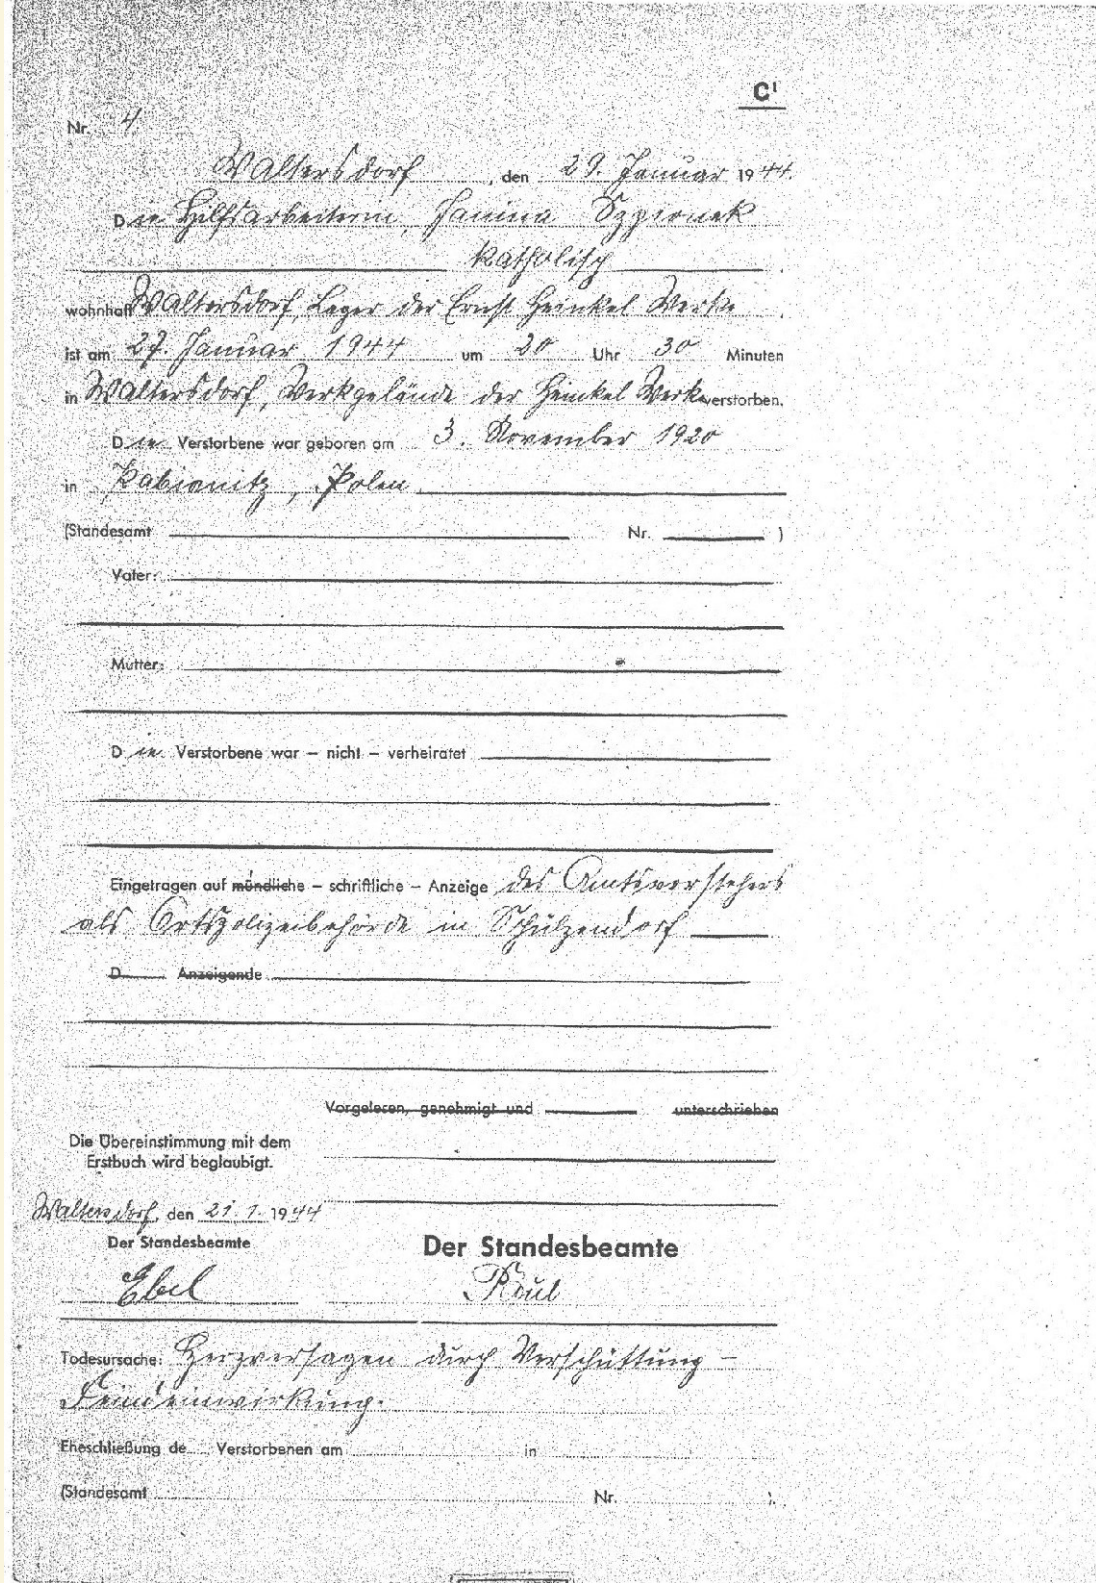 C¹
Nr. 4
Waltersdorf, den 29. Januar 1944.
Die Hilfsarbeiterin, Janina Szpionek
katholisch
wohnhaft Waltersdorf, Lager der Ernst Heinkel Werke
ist am 27. Januar 1944 um 20 Uhr 30 Minuten
in Waltersdorf, Werkgelände der Heinkel Werke verstorben.
Die Verstorbene war geboren am 3. November 1920
in Pabianitz, Polen
(Standesamt Nr. )
Vater:
Mutter:
Die Verstorbene war – nicht – verheiratet
Eingetragen auf mündliche – schriftliche – Anzeige des Amtsvorstehers
als Ortspolizeibehörde in Schulzendorf
D Anzeigende
Vorgelesen, genehmigt und unterschrieben
Die Übereinstimmung mit dem
Erstbuch wird beglaubigt.
Waltersdorf, den 21. 1. 1944
Der Standesbeamte Der Standesbeamte
Ebel
Todesursache: Herzversagen durch Verschüttung –
Feindeinwirkung.
Eheschließung de Verstorbenen am in
(Standesamt Nr. ).